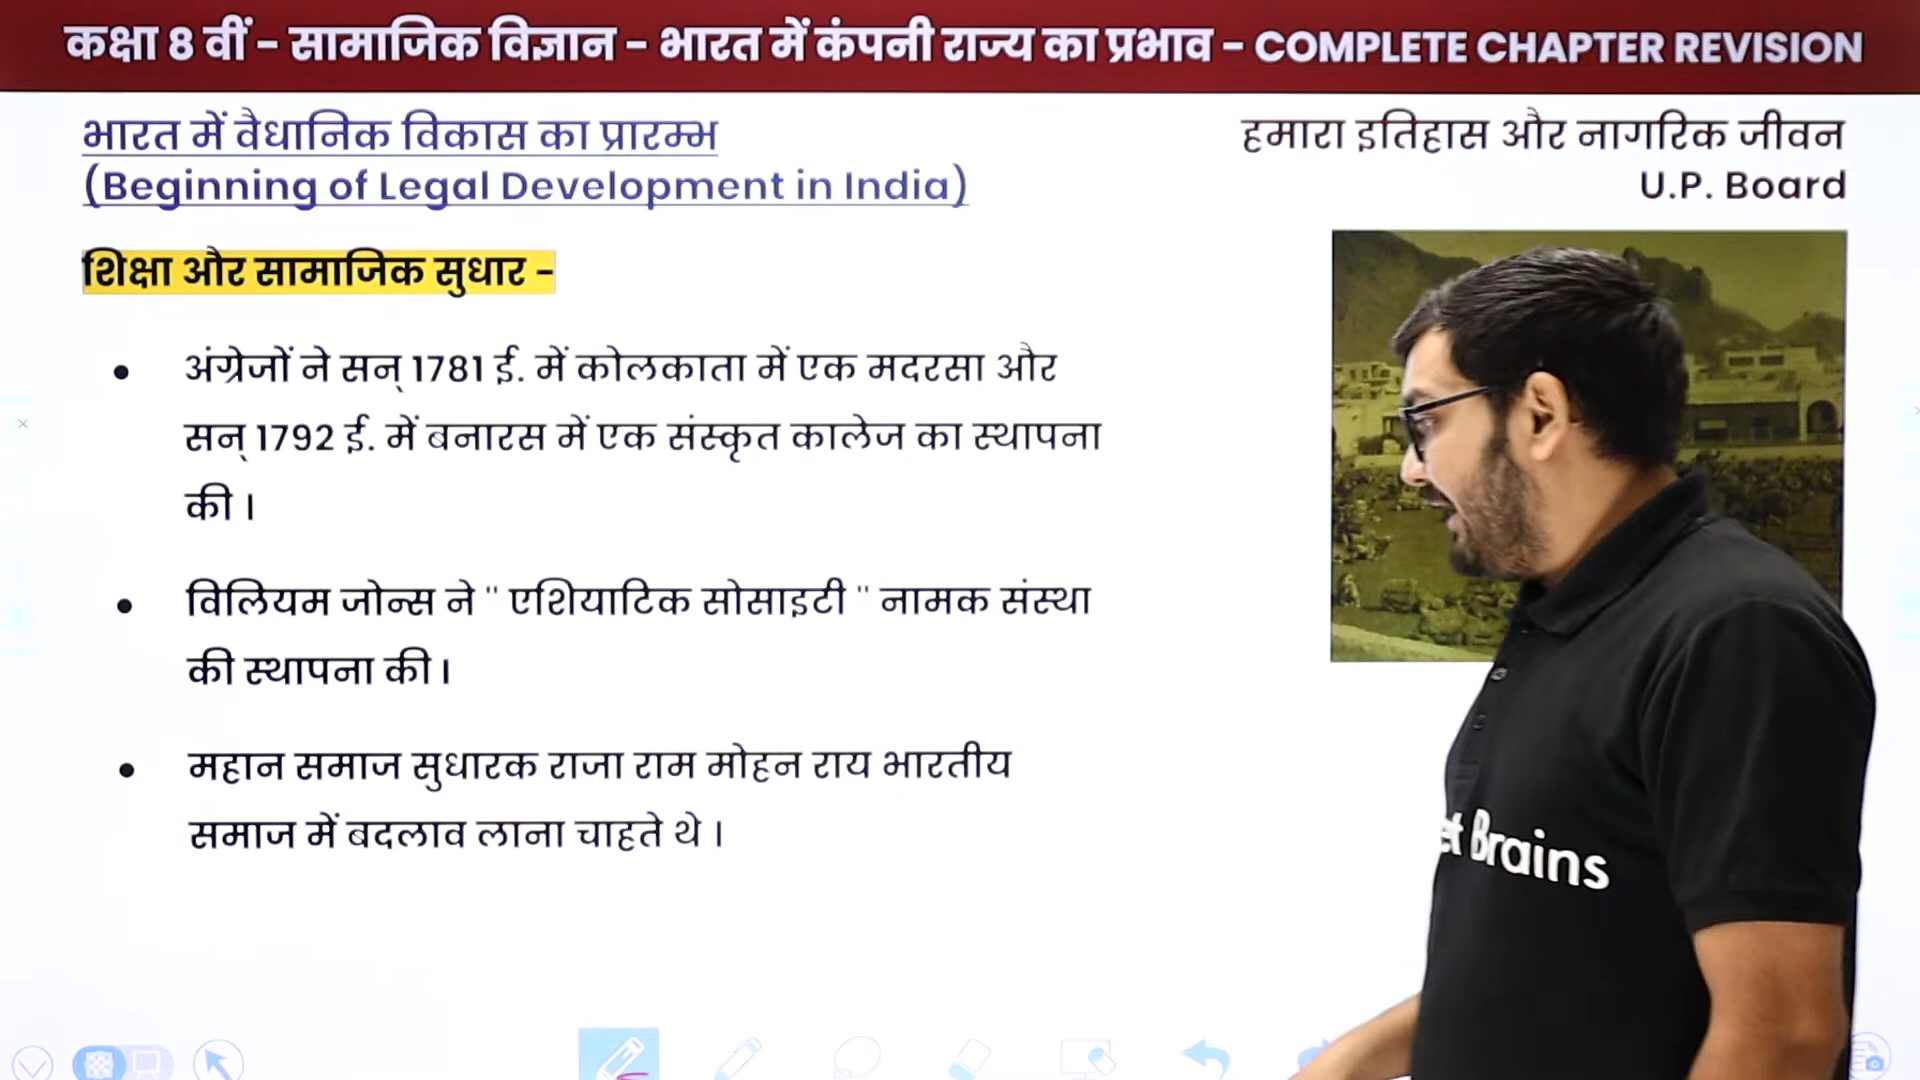 कक्षा 8 वीं - सामाजिक विज्ञान - भारत में कंपनी राज्य का प्रभाव - COMPLETE CHAPTER REVISION
भारत में वैधानिक विकास का प्रारम्भ
(Beginning of Legal Development in India)
हमारा इतिहास और नागरिक जीवन
U.P. Board
शिक्षा और सामाजिक सुधार -
• अंग्रेजों ने सन् 1781 ई. में कोलकाता में एक मदरसा और
सन् 1792 ई. में बनारस में एक संस्कृत कालेज का स्थापना
की ।
• विलियम जोन्स ने " एशियाटिक सोसाइटी " नामक संस्था
की स्थापना की ।
• महान समाज सुधारक राजा राम मोहन राय भारतीय
समाज में बदलाव लाना चाहते थे ।
Brains